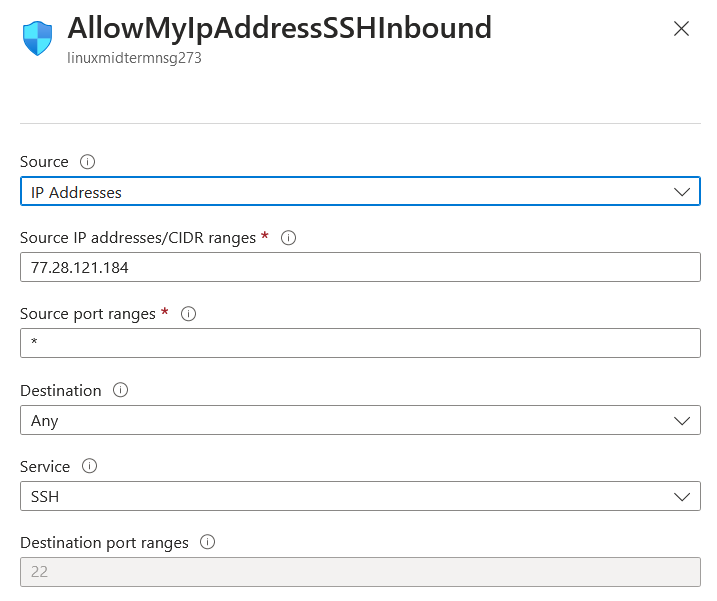 AllowMyIpAddressSSHInbound
linuxmidtermnsg273
Source
IP Addresses
Source IP addresses/CIDR ranges *
77.28.121.184
Source port ranges *
*
Destination
Any
Service
SSH
Destination port ranges
22